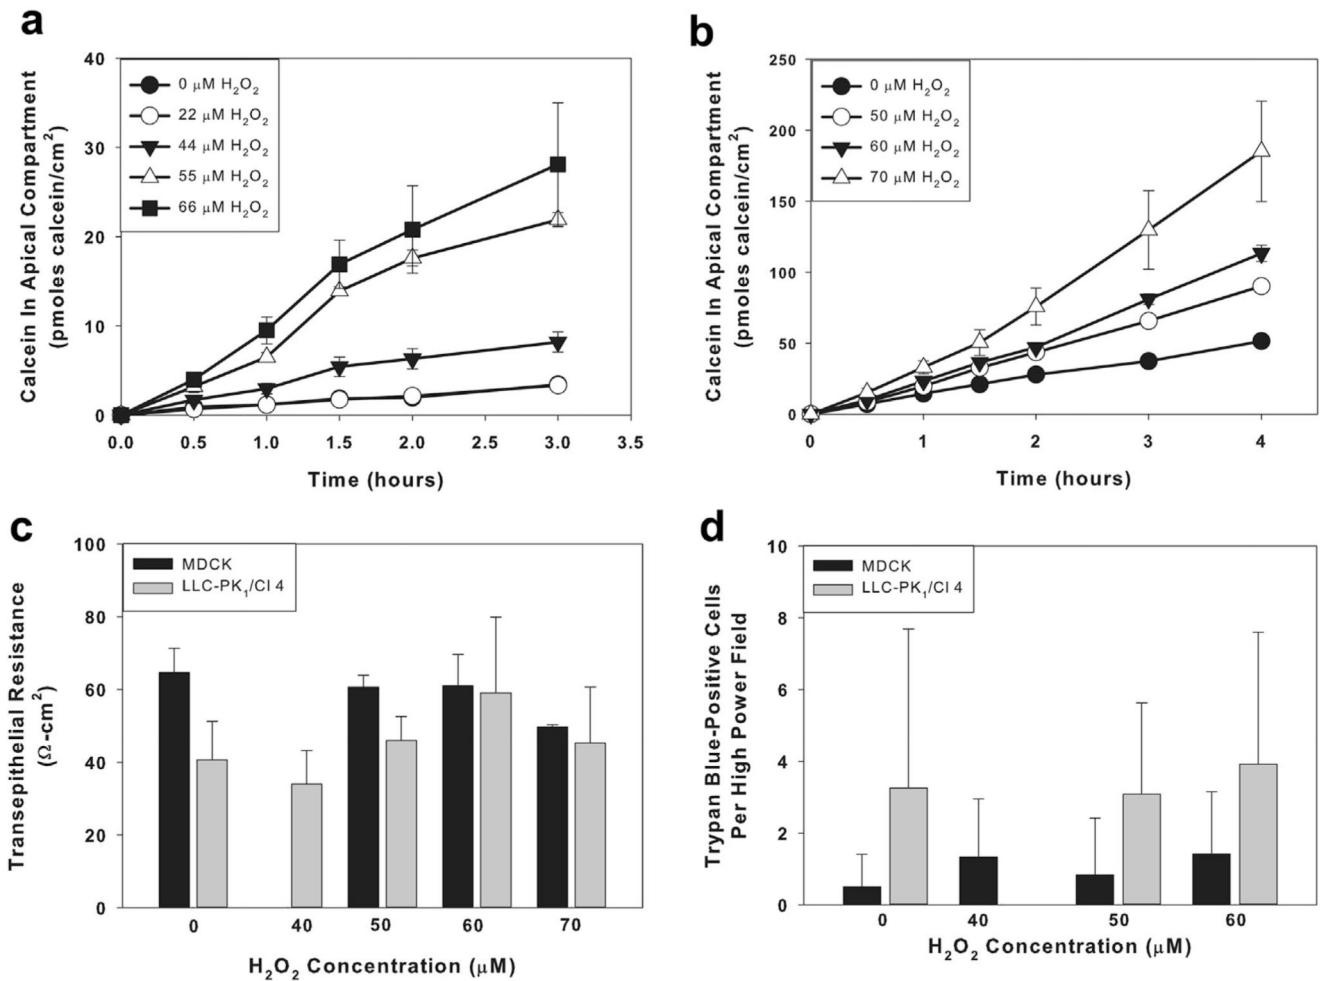 a
Calcein In Apical Compartment
(pmoles calcein/cm²)
40
30
20
10
0
0 μM H₂O₂
22 μM H₂O₂
44 μM H₂O₂
55 μM H₂O₂
66 μM H₂O₂
0.0 0.5 1.0 1.5 2.0 2.5 3.0 3.5
Time (hours)
b
Calcein In Apical Compartment
(pmoles calcein/cm²)
250
200
150
100
50
0
0 μM H₂O₂
50 μM H₂O₂
60 μM H₂O₂
70 μM H₂O₂
0 1 2 3 4
Time (hours)
c
Transepithelial Resistance
(Ω-cm²)
100
80
60
40
20
0
MDCK
LLC-PK₁/Cl 4
0 40 50 60 70
H₂O₂ Concentration (μM)
d
Trypan Blue-Positive Cells
Per High Power Field
10
8
6
4
2
0
MDCK
LLC-PK₁/Cl 4
0 40 50 60
H₂O₂ Concentration (μM)